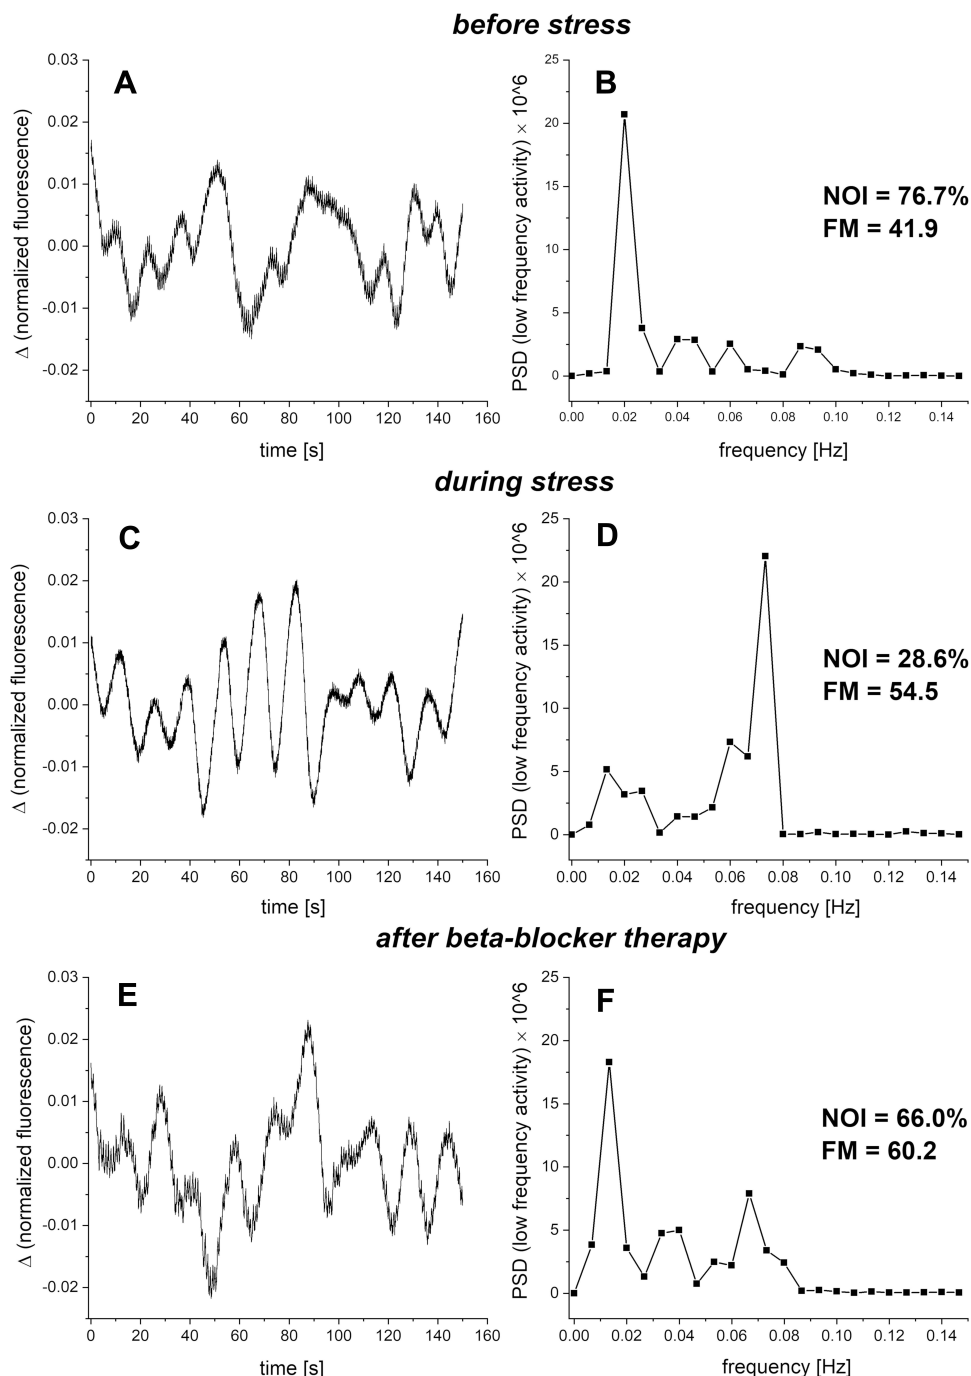 before stress
A
0.03
0.02
0.01
0.00
-0.01
-0.02
Δ (normalized fluorescence)
0 20 40 60 80 100 120 140 160
time [s]
B
25
20
15
10
5
0
PSD (low frequency activity) × 10^6
NOI = 76.7%
FM = 41.9
0.00 0.02 0.04 0.06 0.08 0.10 0.12 0.14
frequency [Hz]
during stress
C
0.03
0.02
0.01
0.00
-0.01
-0.02
Δ (normalized fluorescence)
0 20 40 60 80 100 120 140 160
time [s]
D
25
20
15
10
5
0
PSD (low frequency activity) × 10^6
NOI = 28.6%
FM = 54.5
0.00 0.02 0.04 0.06 0.08 0.10 0.12 0.14
frequency [Hz]
after beta-blocker therapy
E
0.03
0.02
0.01
0.00
-0.01
-0.02
Δ (normalized fluorescence)
0 20 40 60 80 100 120 140 160
time [s]
F
25
20
15
10
5
0
PSD (low frequency activity) × 10^6
NOI = 66.0%
FM = 60.2
0.00 0.02 0.04 0.06 0.08 0.10 0.12 0.14
frequency [Hz]